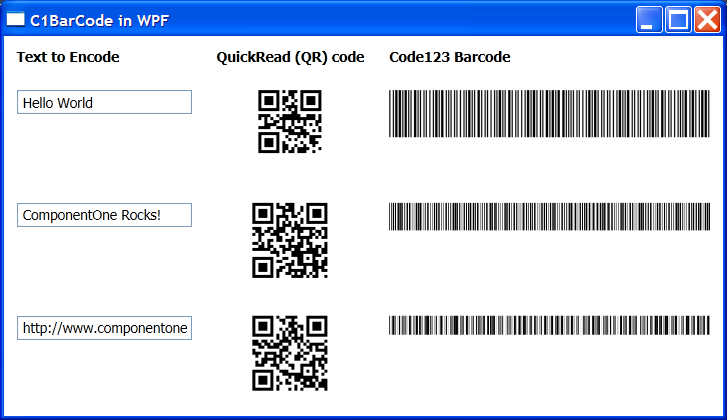 C1BarCode in WPF
Text to Encode QuickRead (QR) code Code123 Barcode
Hello World
ComponentOne Rocks!
http://www.componentone